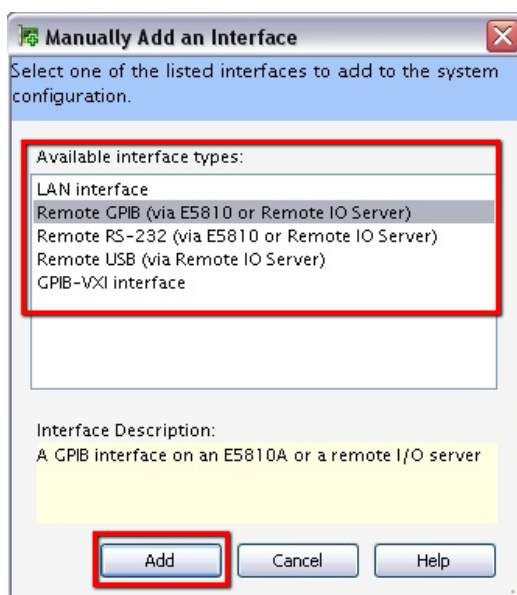 Manually Add an Interface
Select one of the listed interfaces to add to the system
configuration.
Available interface types:
LAN interface
Remote GPIB (via E5810 or Remote IO Server)
Remote RS-232 (via E5810 or Remote IO Server)
Remote USB (via Remote IO Server)
GPIB-VXI interface
Interface Description:
A GPIB interface on an E5810A or a remote I/O server
Add
Cancel
Help